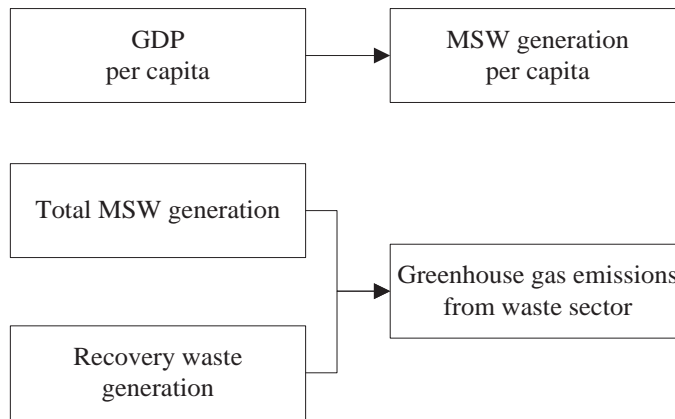 GDP
per capita
MSW generation
per capita
Total MSW generation
Greenhouse gas emissions
from waste sector
Recovery waste
generation